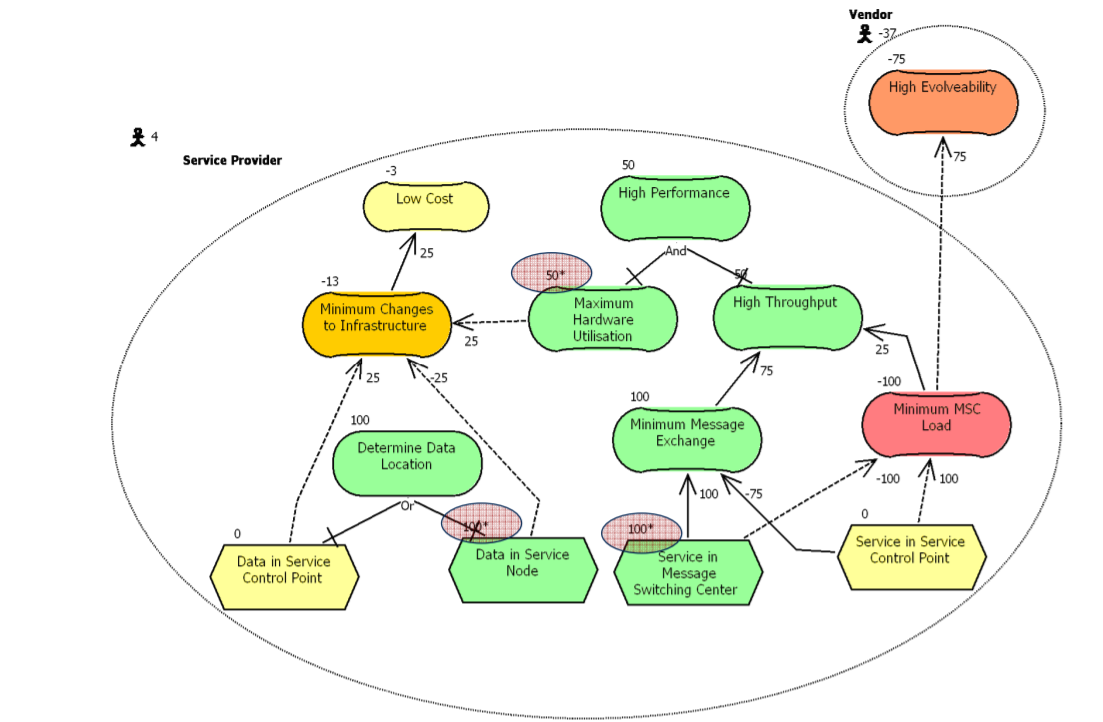 Vendor
-37
-75
High Evolveability
75
4
Service Provider
-3
Low Cost
25
50
High Performance
And
50*
50
-13
Minimum Changes
to Infrastructure
25
Maximum
Hardware
Utilisation
High Throughput
25
75
-100
Minimum MSC
Load
25
-25
100
Determine Data
Location
Or
100
Minimum Message
Exchange
100
-75
-100
100
0
Data in Service
Control Point
100*
Data in Service
Node
100*
Service in
Message
Switching Center
0
Service in Service
Control Point